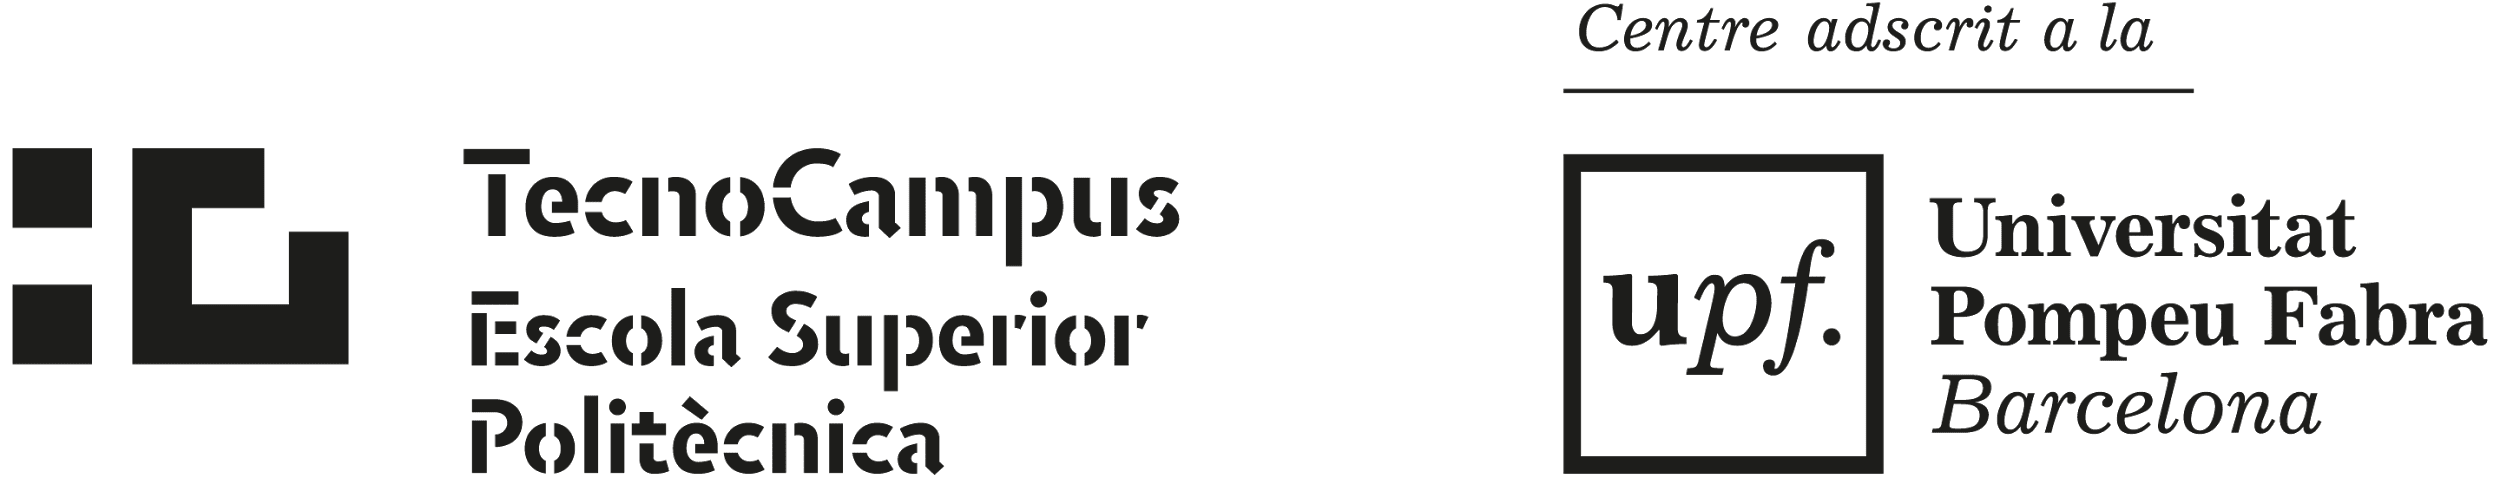 TecnoCampus
Escola Superior
Politècnica
Centre adscrit a la
upf.
Universitat
Pompeu Fabra
Barcelona